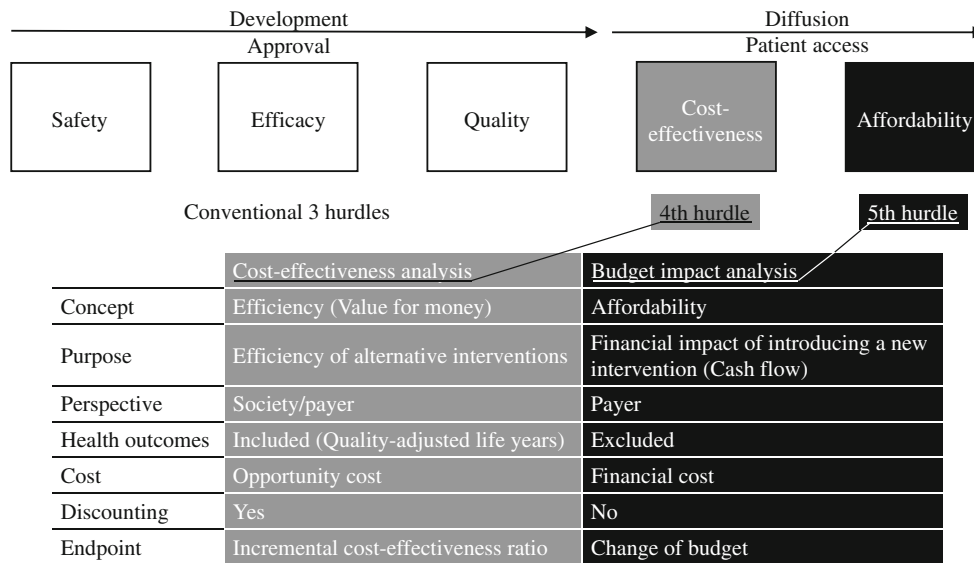 Development
Diffusion
Approval
Patient access
Safety
Efficacy
Quality
Cost-
effectiveness
Affordability
Conventional 3 hurdles
4th hurdle
5th hurdle
Cost-effectiveness analysis
Budget impact analysis
Concept
Efficiency (Value for money)
Affordability
Purpose
Efficiency of alternative interventions
Financial impact of introducing a new
intervention (Cash flow)
Perspective
Society/payer
Payer
Health outcomes
Included (Quality-adjusted life years)
Excluded
Cost
Opportunity cost
Financial cost
Discounting
Yes
No
Endpoint
Incremental cost-effectiveness ratio
Change of budget